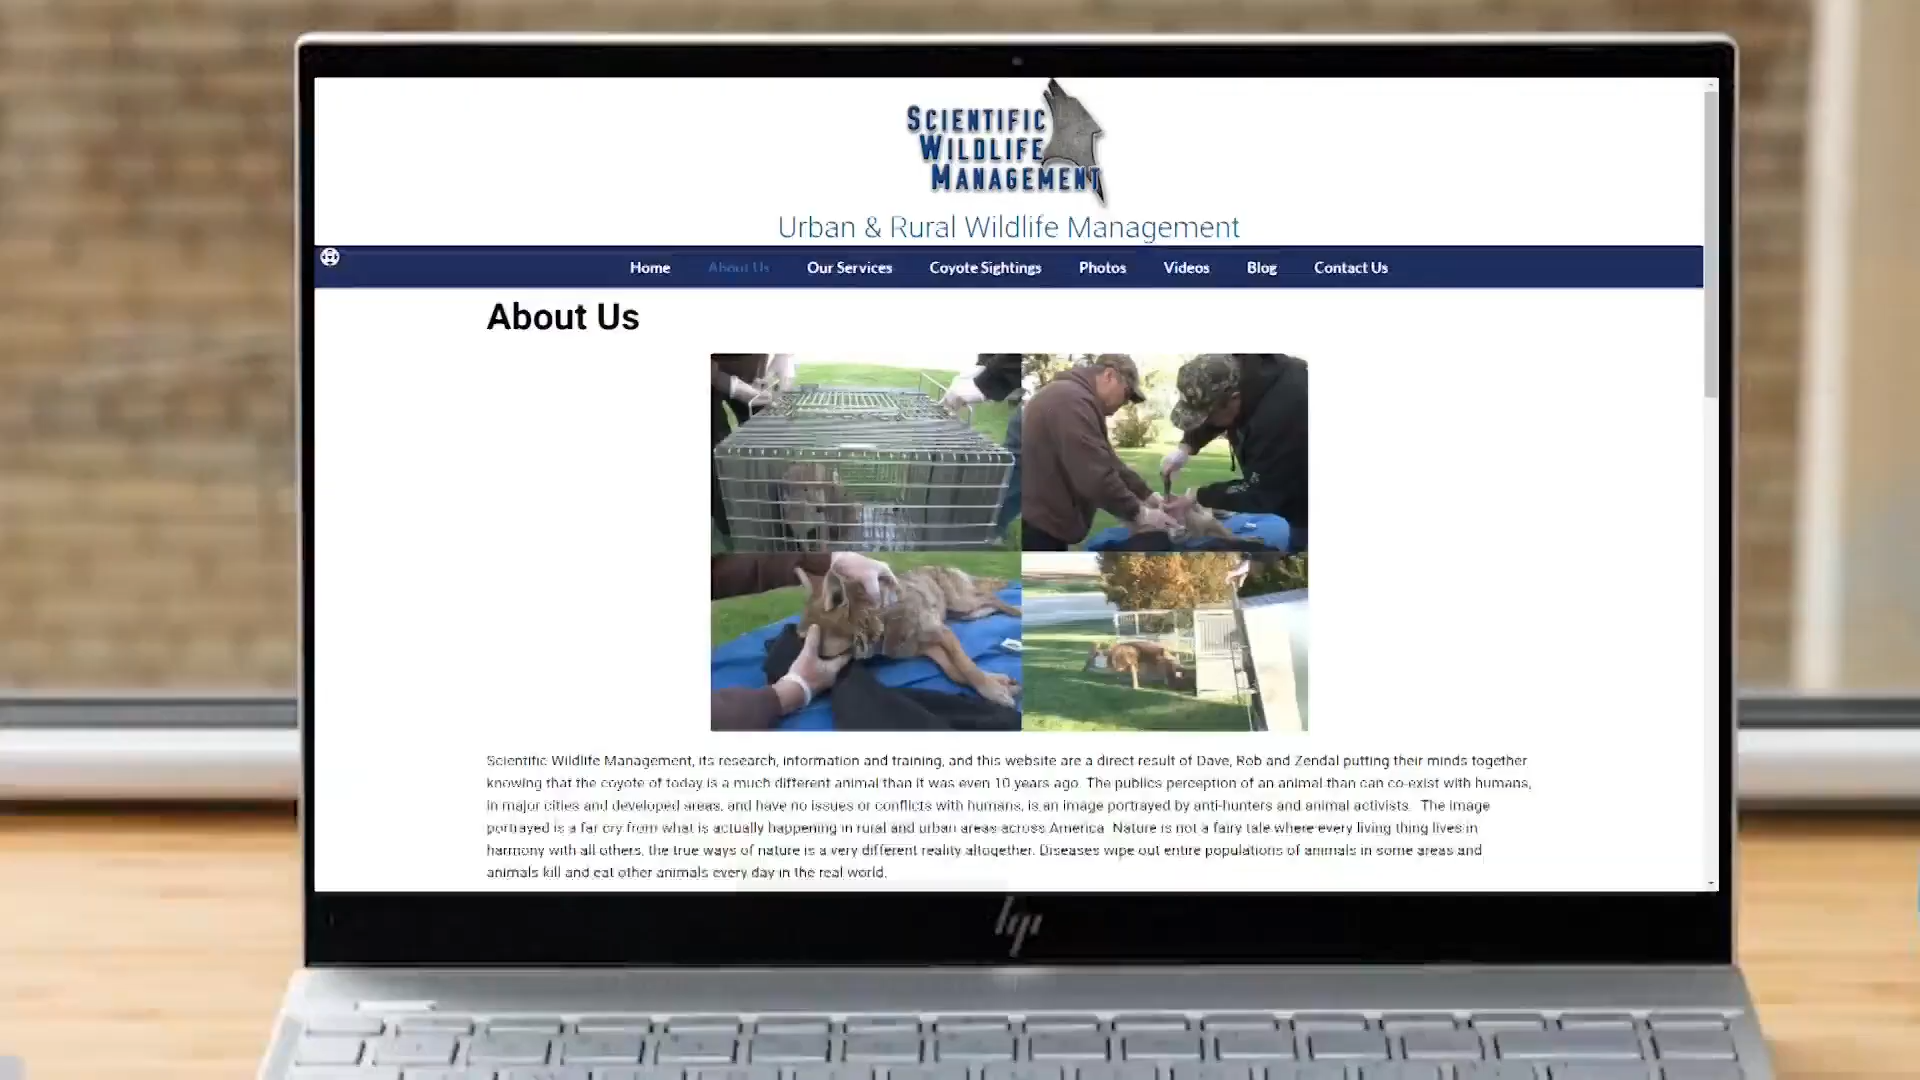 SCIENTIFIC
WILDLIFE
MANAGEMENT
Urban & Rural Wildlife Management
Home About Us Our Services Coyote Sightings Photos Videos Blog Contact Us
About Us
Scientific Wildlife Management, its research, information and training, and this website are a direct result of Dave, Rob and Zendal putting their minds together
knowing that the coyote of today is a much different animal than it was even 10 years ago. The publics perception of an animal than can co-exist with humans,
in major cities and developed areas, and have no issues or conflicts with humans, is an image portrayed by anti-hunters and animal activists. The image
portrayed is a far cry from what is actually happening in rural and urban areas across America. Nature is not a fairy tale where every living thing lives in
harmony with all others, the true ways of nature is a very different reality altogether. Diseases wipe out entire populations of animals in some areas and
animals kill and eat other animals every day in the real world.
hp